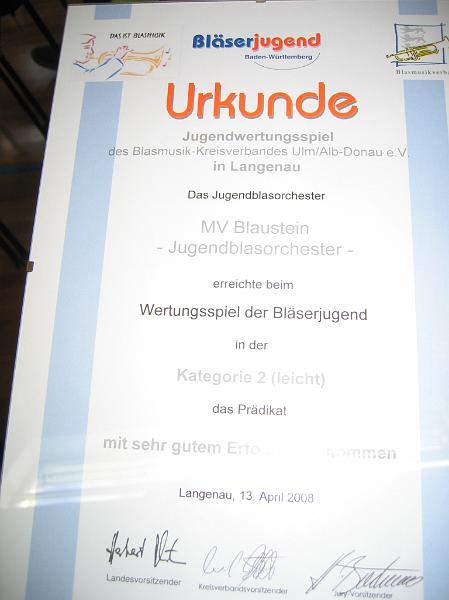 DAS IST BLASMUSIK
Bläserjugend
Baden-Württemberg
Urkunde
Jugendwertungsspiel
des Blasmusik-Kreisverbandes Ulm/Alb-Donau e.V.
in Langenau
Das Jugendblasorchester
MV Blaustein
- Jugendblasorchester -
erreichte beim
Wertungsspiel der Bläserjugend
in der
Kategorie 2 (leicht)
das Prädikat
mit sehr gutem
Langenau, 13. April 2008
Landesvorsitzender
Kreisverbandsvorsitzender
Jury-Vorsitzender